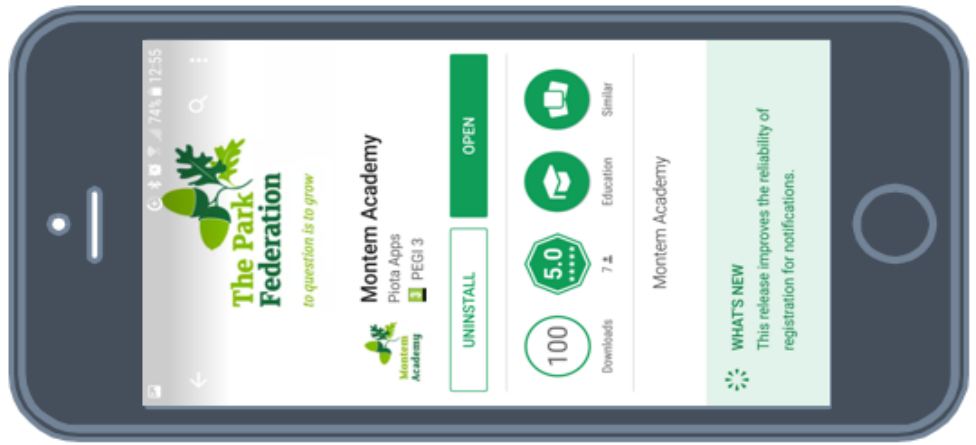 74% 12:55
The Park
Federation
to question is to grow
Montem
Academy
Montem Academy
Piota Apps
3 PEGI 3
UNINSTALL
OPEN
100
5.0
Downloads
7
Education
Similar
Montem Academy
WHAT'S NEW
This release improves the reliability of
registration for notifications.